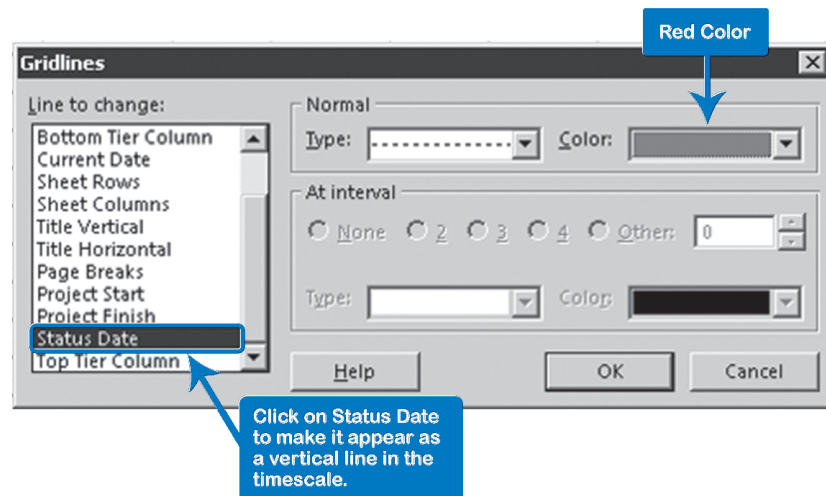 Red Color
Gridlines
Line to change:
Bottom Tier Column
Current Date
Sheet Rows
Sheet Columns
Title Vertical
Title Horizontal
Page Breaks
Project Start
Project Finish
Status Date
Top Tier Column
Normal
Type:
Color:
At interval
None 2 3 4 Other: 0
Type:
Color:
Help
OK
Cancel
Click on Status Date
to make it appear as
a vertical line in the
timescale.